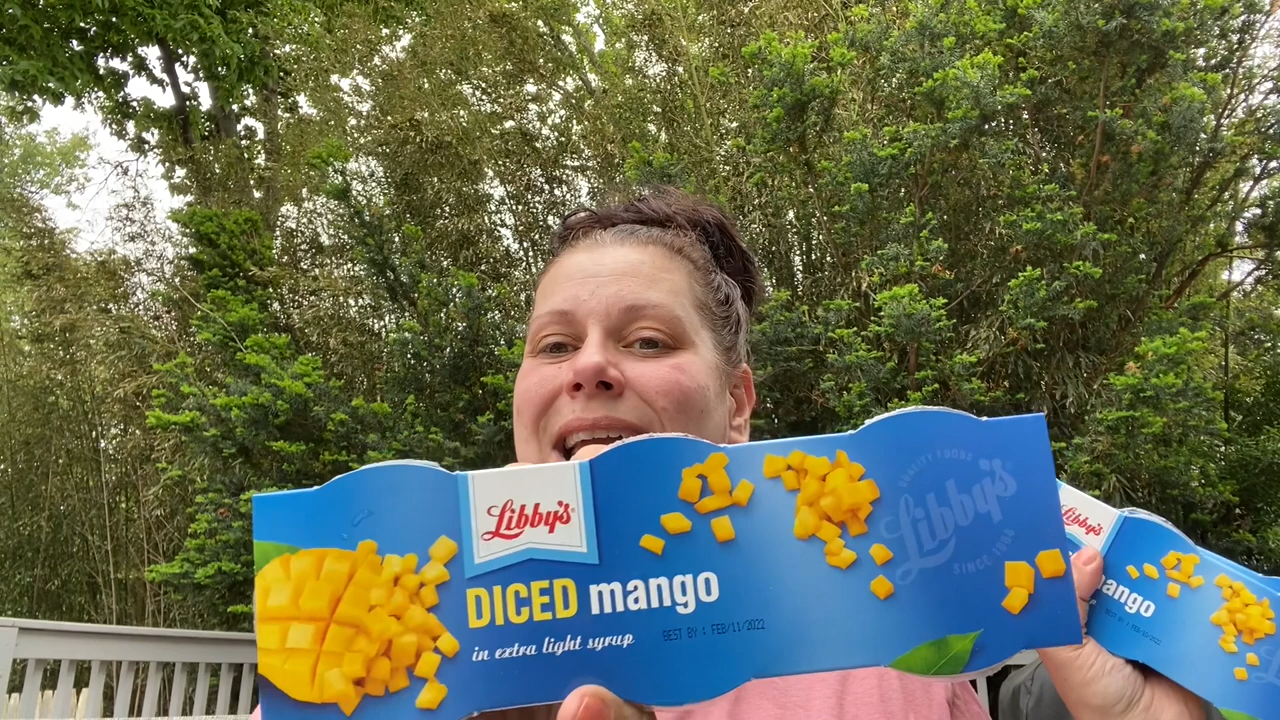 Libby's
DICED mango
in extra light syrup
BEST BY : FEB/11/2022
QUALITY FOODS
Libby's
SINCE 1868
Libby's
ango